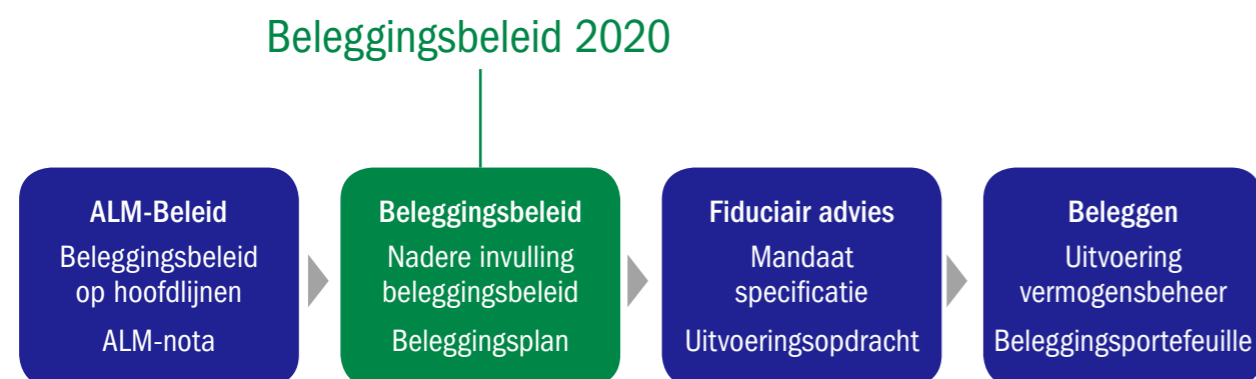 Beleggingsbeleid 2020
ALM-Beleid
Beleggingsbeleid
op hoofdlijnen
ALM-nota
Beleggingsbeleid
Nadere invulling
beleggingsbeleid
Beleggingsplan
Fiduciair advies
Mandaat
specificatie
Uitvoeringsopdracht
Beleggen
Uitvoering
vermogensbeheer
Beleggingsportefeuille